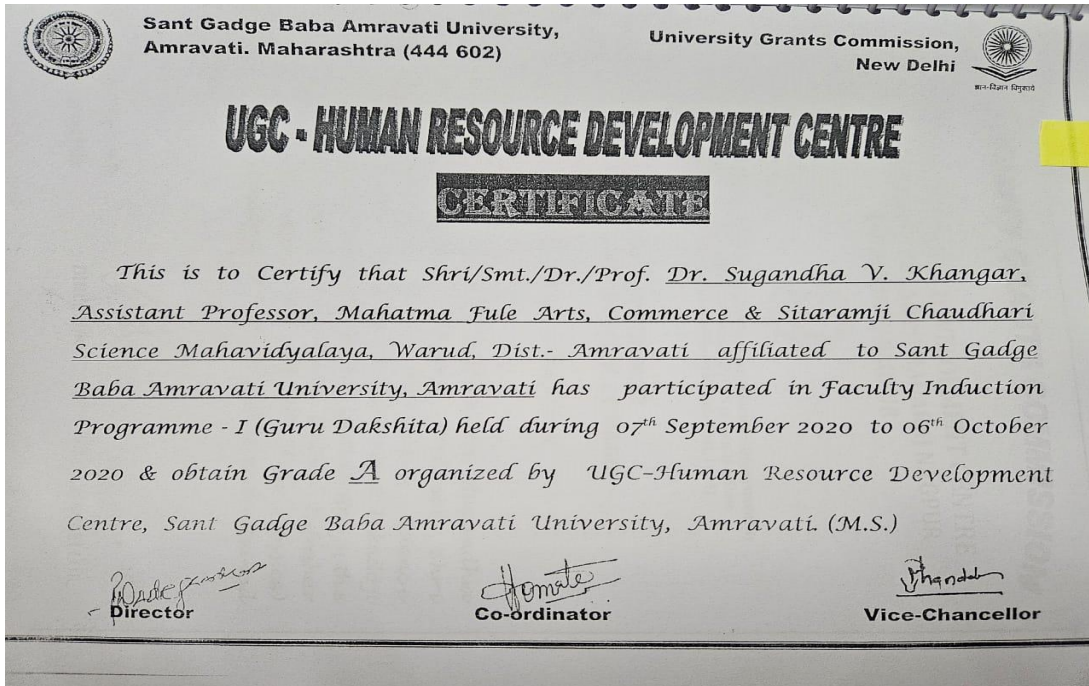 Sant Gadge Baba Amravati University,
Amravati. Maharashtra (444 602)
University Grants Commission,
New Delhi
ज्ञान-विज्ञान विमुक्तये
UGC - HUMAN RESOURCE DEVELOPMENT CENTRE
CERTIFICATE
This is to Certify that Shri/Smt./Dr./Prof. Dr. Sugandha V. Khangar,
Assistant Professor, Mahatma Fule Arts, Commerce & Sitaramji Chaudhari
Science Mahavidyalaya, Warud, Dist.- Amravati affiliated to Sant Gadge
Baba Amravati University, Amravati has participated in Faculty Induction
Programme - I (Guru Dakshita) held during 07th September 2020 to 06th October
2020 & obtain Grade A organized by UGC-Human Resource Development
Centre, Sant Gadge Baba Amravati University, Amravati. (M.S.)
Director
Co-ordinator
Vice-Chancellor